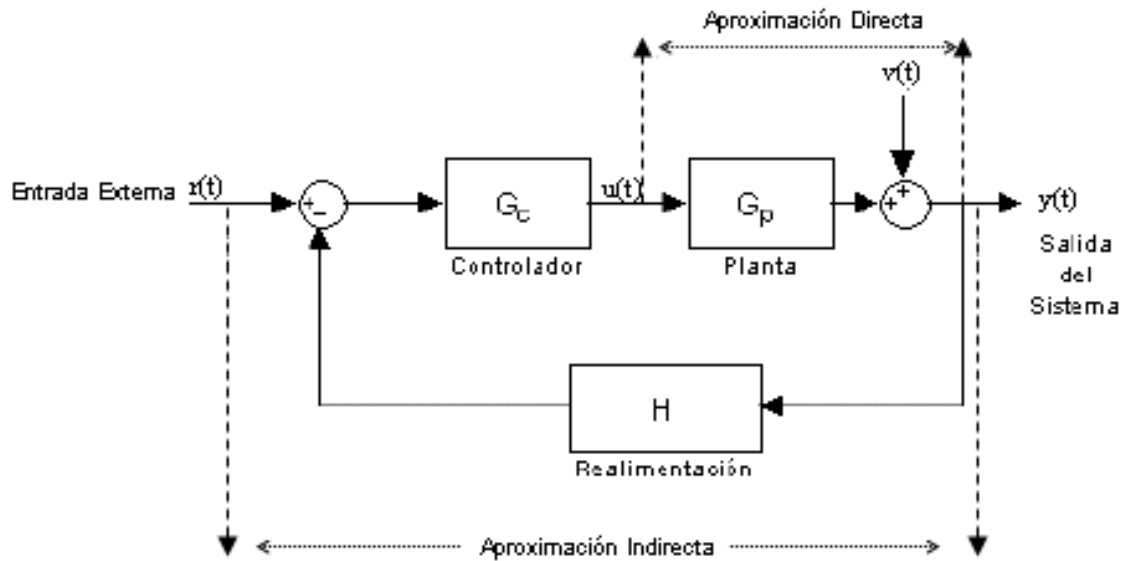 Aproximación Directa
v(t)
Entrada Externa r(t)
+
−
G_c
u(t)
G_p
+
+
y(t)
Controlador
Planta
Salida
del
Sistema
H
Realimentación
Aproximación Indirecta